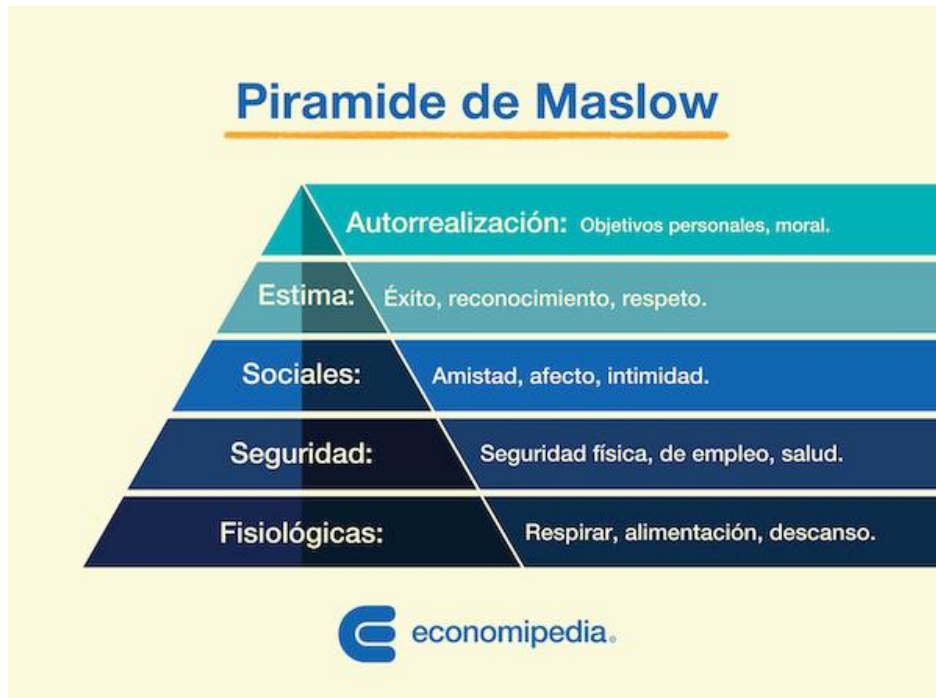 Piramide de Maslow
Autorrealización: Objetivos personales, moral.
Estima: Éxito, reconocimiento, respeto.
Sociales: Amistad, afecto, intimidad.
Seguridad: Seguridad física, de empleo, salud.
Fisiológicas: Respirar, alimentación, descanso.
economipedia®